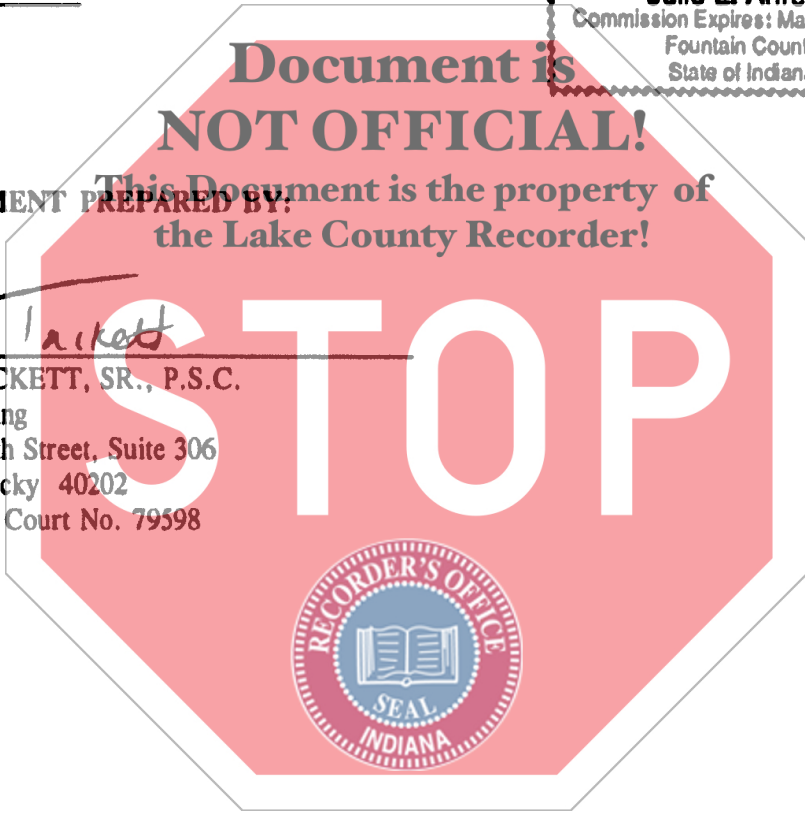 Commission Expires: Ma
Fountain Count
State of Indian
Document is
NOT OFFICIAL!
This Document is the property of
the Lake County Recorder!
MENT PREPARED BY:
STOP
CKETT, SR., P.S.C.
ng
h Street, Suite 306
cky 40202
Court No. 79598
RECORDER'S OFFICE
SEAL
INDIANA